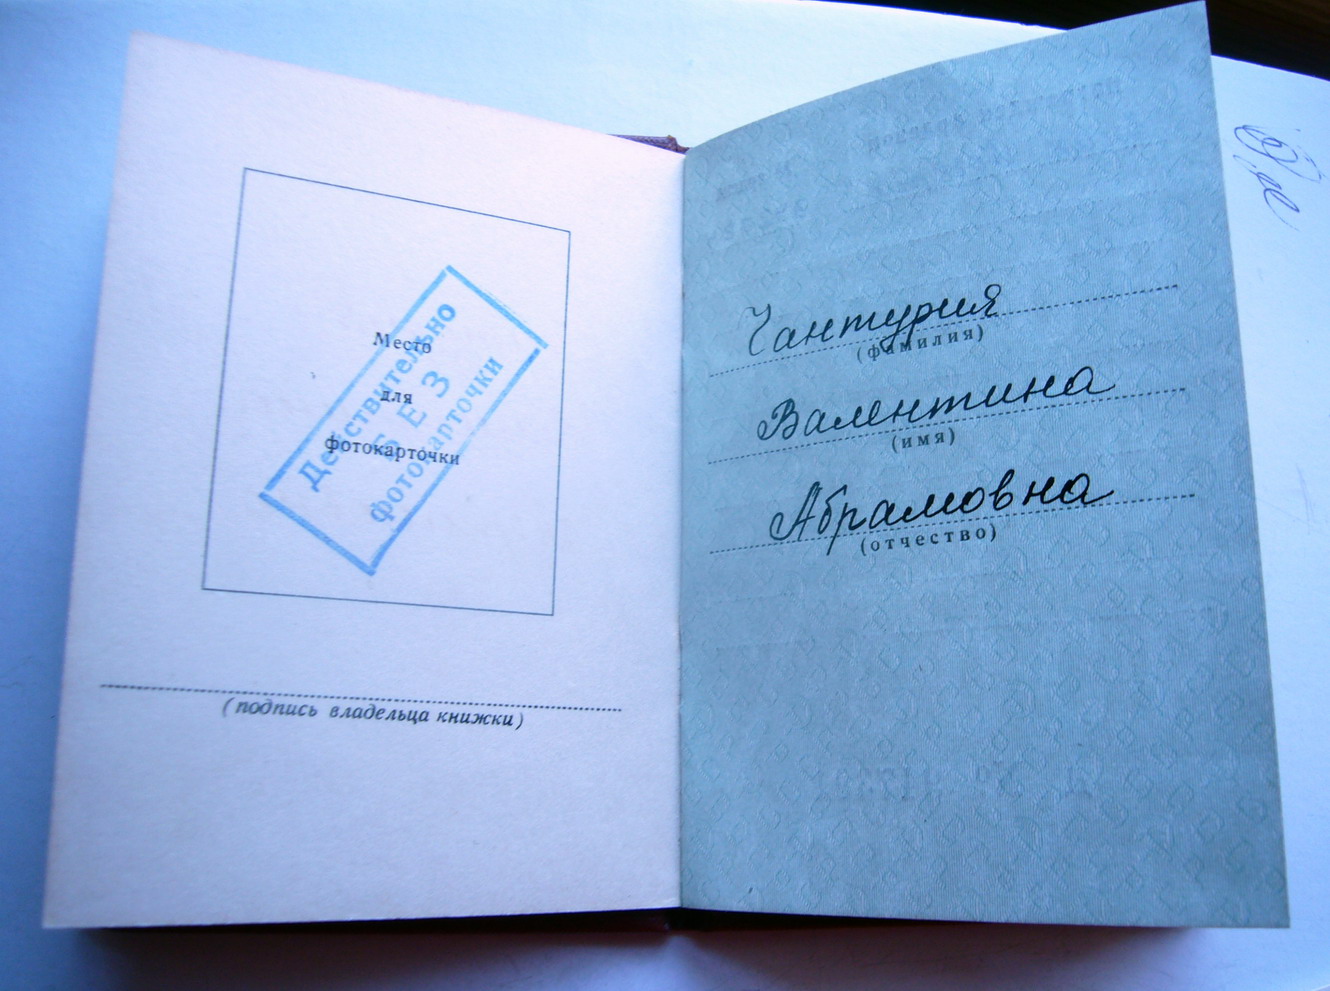 Место
для
фотокарточки
Действительно
БЕЗ
фотокарточки
(подпись владельца книжки)
Чантурия
(фамилия)
Валентина
(имя)
Абрамовна
(отчество)